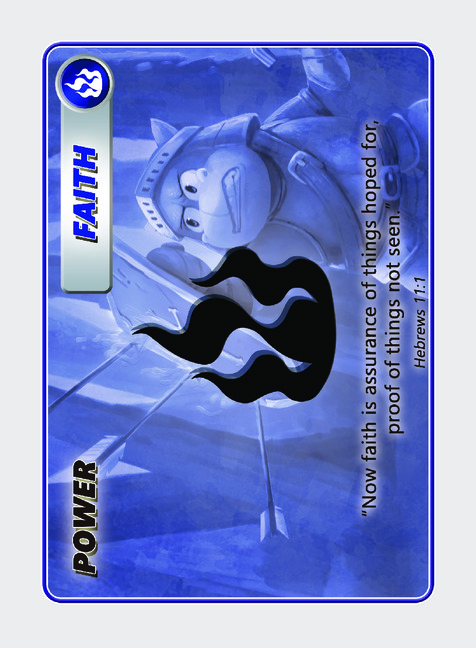 POWER
FAITH
"Now faith is assurance of things hoped for,
proof of things not seen."
Hebrews 11:1